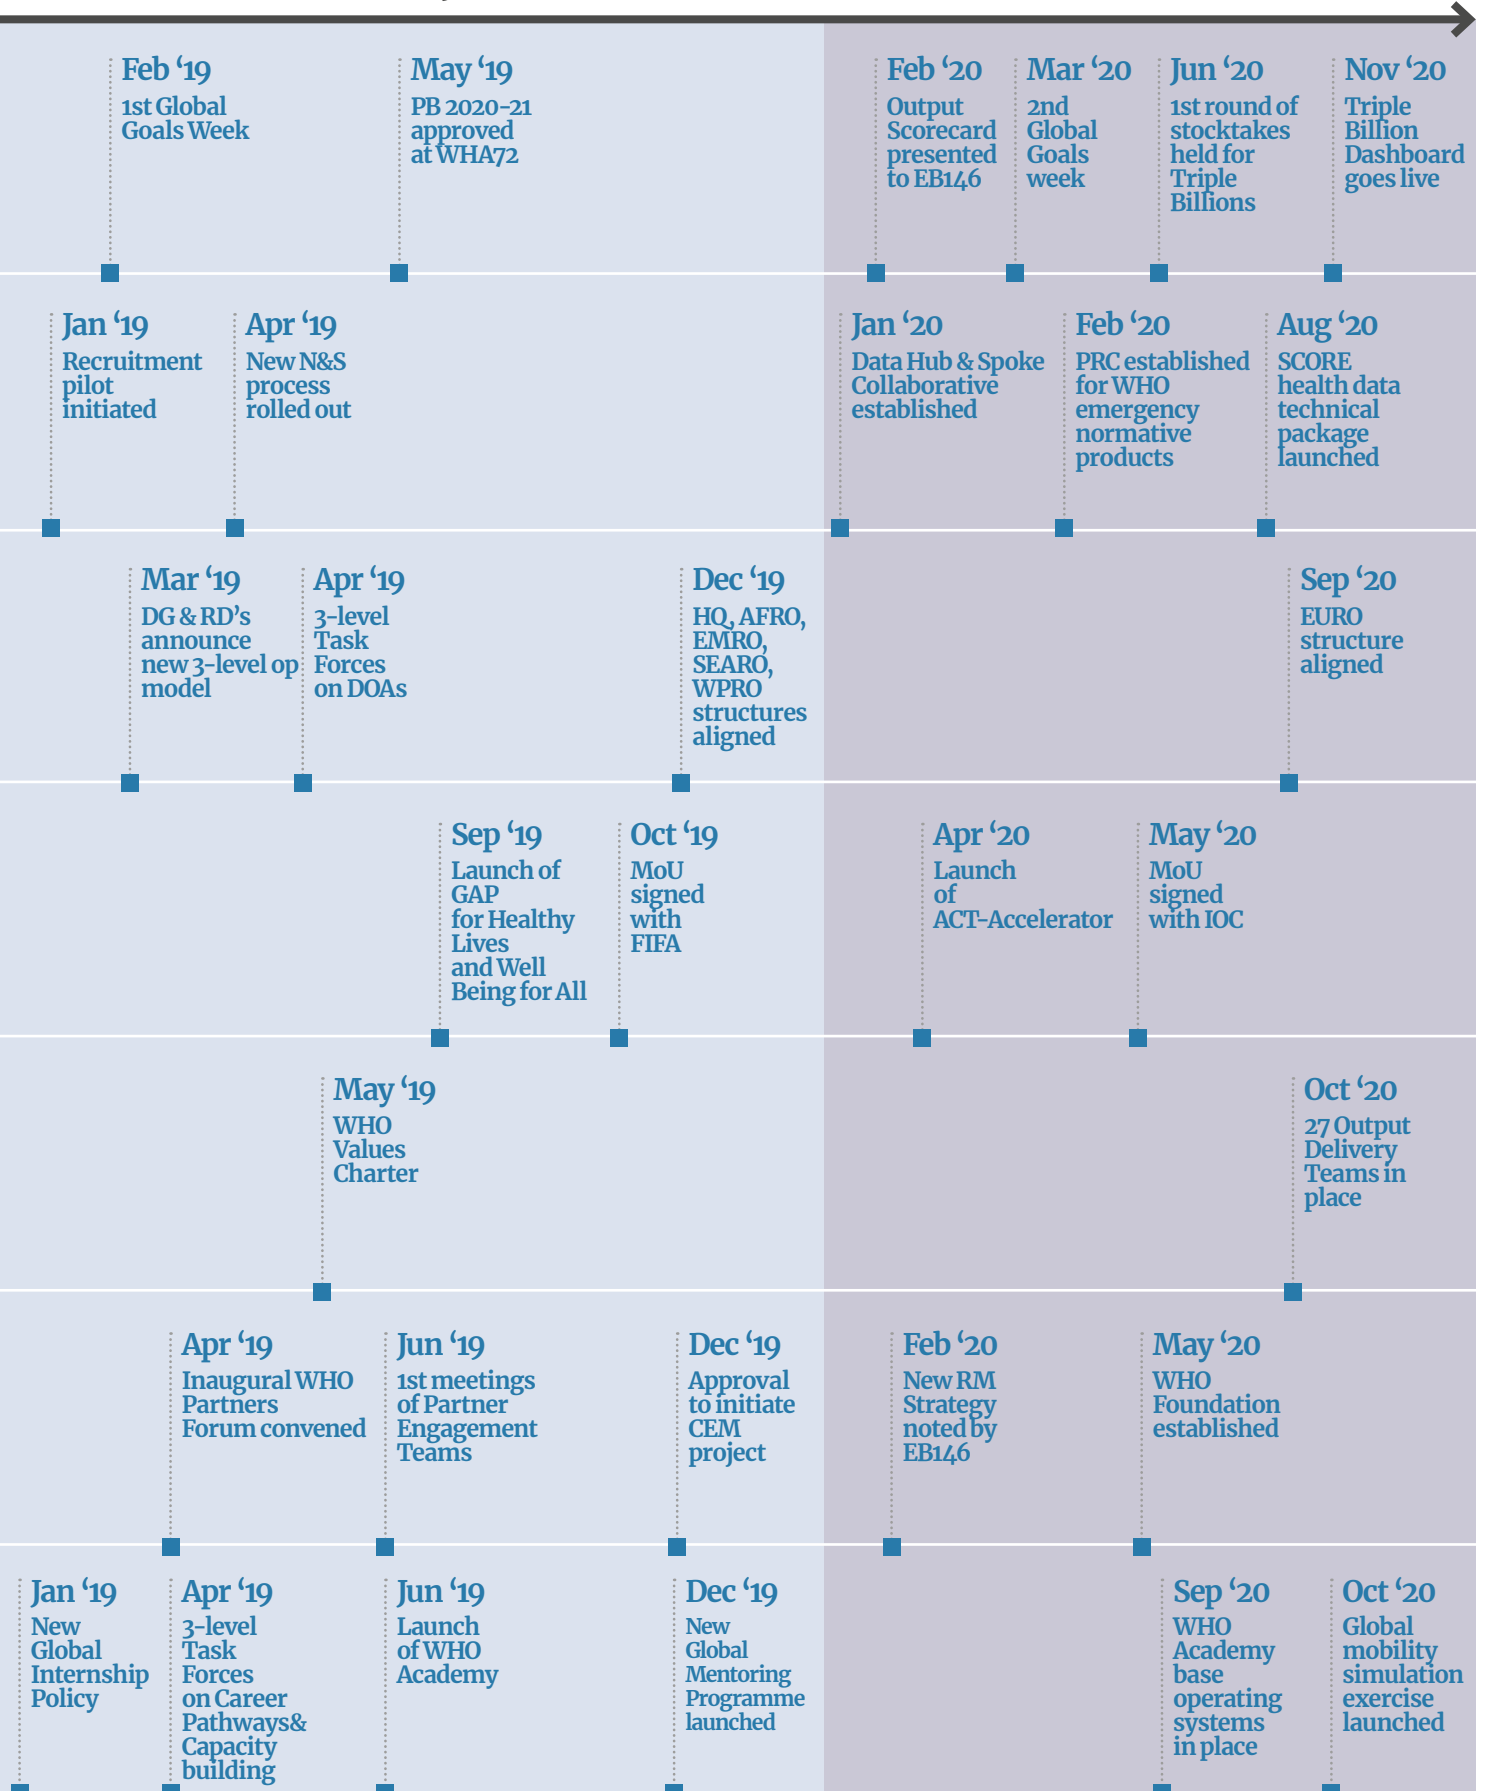 Feb ‘19
1st Global
Goals Week
May ‘19
PB 2020-21
approved
at WHA72
Feb ‘20
Output
Scorecard
presented
to EB146
Mar ‘20
2nd
Global
Goals
week
Jun ‘20
1st round of
stocktakes
held for
Triple
Billions
Nov ‘20
Triple
Billion
Dashboard
goes live
Jan ‘19
Recruitment
pilot
initiated
Apr ‘19
New N&S
process
rolled out
Jan ‘20
Data Hub & Spoke
Collaborative
established
Feb ‘20
PRC established
for WHO
emergency
normative
products
Aug ‘20
SCORE
health data
technical
package
launched
Mar ‘19
DG & RD’s
announce
new 3-level op
model
Apr ‘19
3-level
Task
Forces
on DOAs
Dec ‘19
HQ, AFRO,
EMRO,
SEARO,
WPRO
structures
aligned
Sep ‘20
EURO
structure
aligned
Sep ‘19
Launch of
GAP
for Healthy
Lives
and Well
Being for All
Oct ‘19
MoU
signed
with
FIFA
Apr ‘20
Launch
of
ACT-Accelerator
May ‘20
MoU
signed
with IOC
May ‘19
WHO
Values
Charter
Oct ‘20
27 Output
Delivery
Teams in
place
Apr ‘19
Inaugural WHO
Partners
Forum convened
Jun ‘19
1st meetings
of Partner
Engagement
Teams
Dec ‘19
Approval
to initiate
CEM
project
Feb ‘20
New RM
Strategy
noted by
EB146
May ‘20
WHO
Foundation
established
Jan ‘19
New
Global
Internship
Policy
Apr ‘19
3-level
Task
Forces
on Career
Pathways&
Capacity
building
Jun ‘19
Launch
of WHO
Academy
Dec ‘19
New
Global
Mentoring
Programme
launched
Sep ‘20
WHO
Academy
base
operating
systems
in place
Oct ‘20
Global
mobility
simulation
exercise
launched